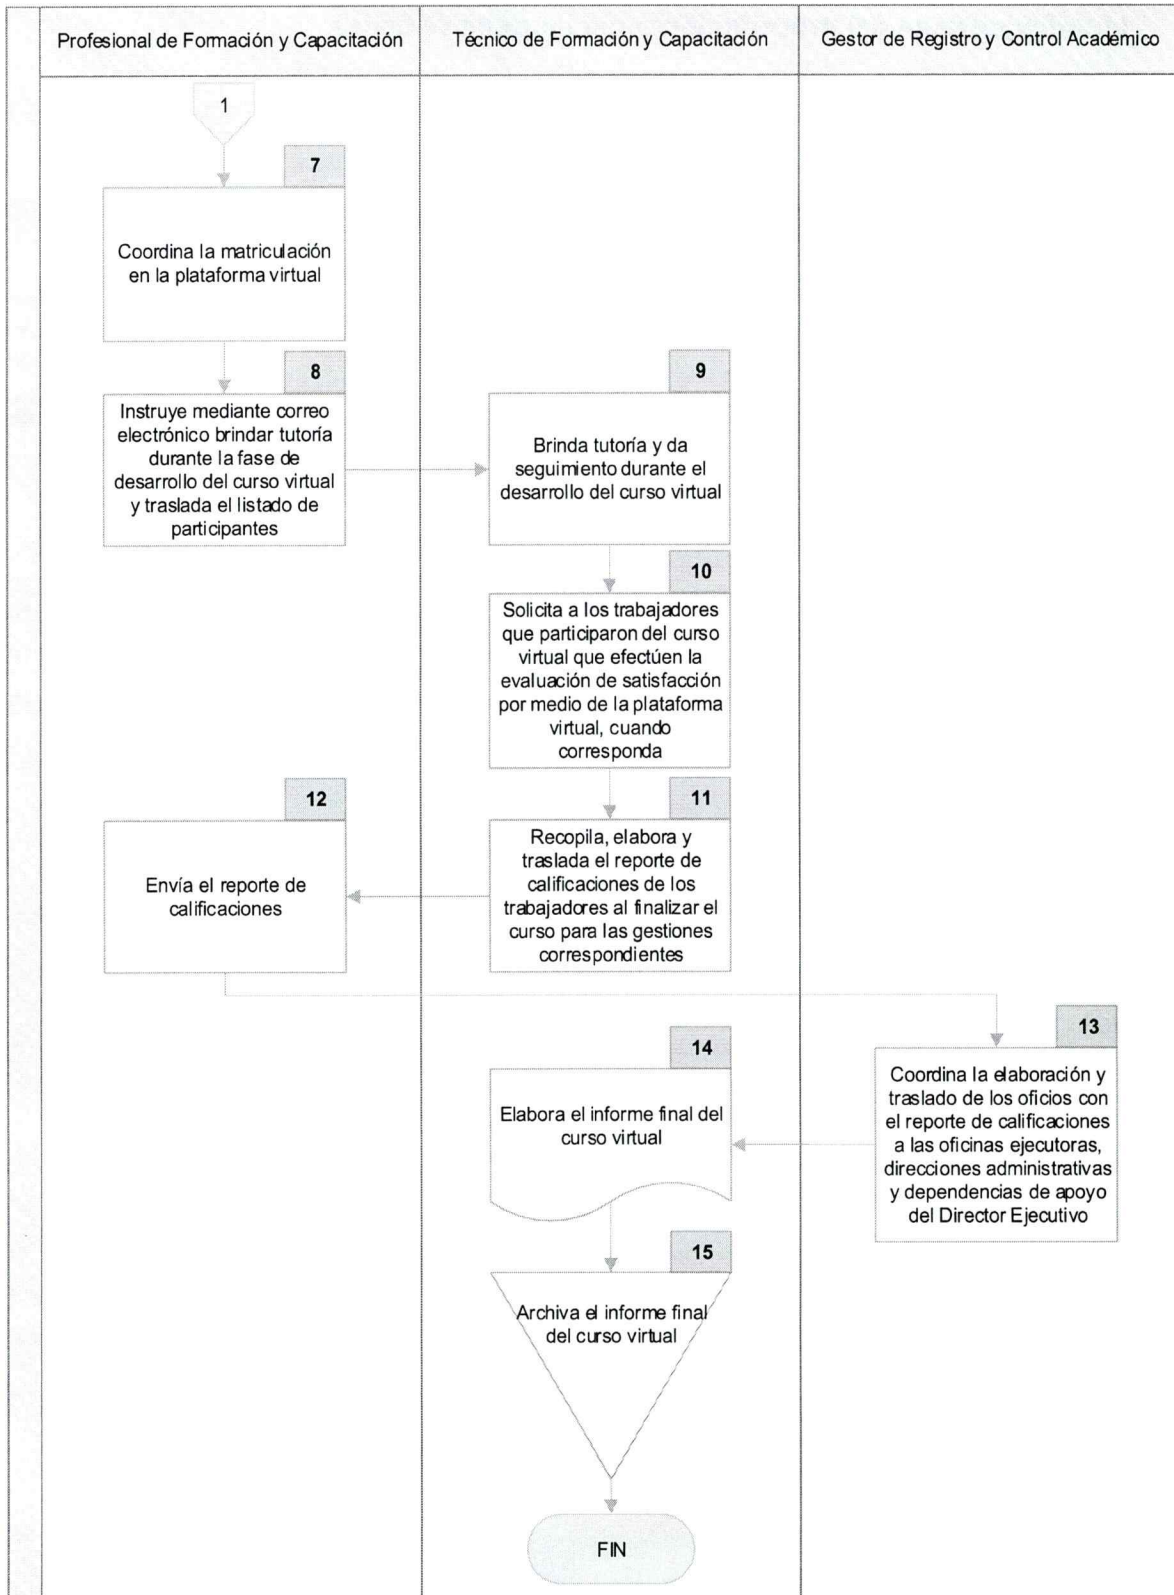 Profesional de Formación y Capacitación
Técnico de Formación y Capacitación
Gestor de Registro y Control Académico
1
7
Coordina la matriculación
en la plataforma virtual
8
Instruye mediante correo
electrónico brindar tutoría
durante la fase de
desarrollo del curso virtual
y traslada el listado de
participantes
9
Brinda tutoría y da
seguimiento durante el
desarrollo del curso virtual
10
Solicita a los trabajadores
que participaron del curso
virtual que efectúen la
evaluación de satisfacción
por medio de la plataforma
virtual, cuando
corresponda
11
Recopila, elabora y
traslada el reporte de
calificaciones de los
trabajadores al finalizar el
curso para las gestiones
correspondientes
12
Envía el reporte de
calificaciones
13
Coordina la elaboración y
traslado de los oficios con
el reporte de calificaciones
a las oficinas ejecutoras,
direcciones administrativas
y dependencias de apoyo
del Director Ejecutivo
14
Elabora el informe final del
curso virtual
15
Archiva el informe final
del curso virtual
FIN